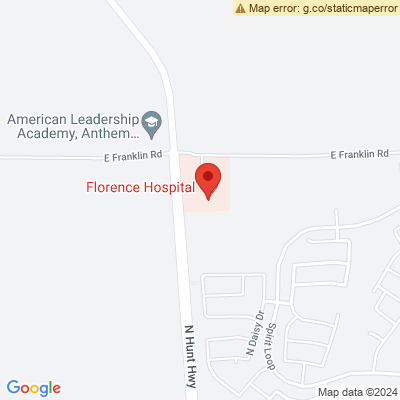 Map error: g.co/staticmaperror
American Leadership
Academy, Anthem...
E Franklin Rd
E Franklin Rd
Florence Hospital
N Hunt Hwy
N Daisy Dr
Spirit Loop
Google
Map data ©2024